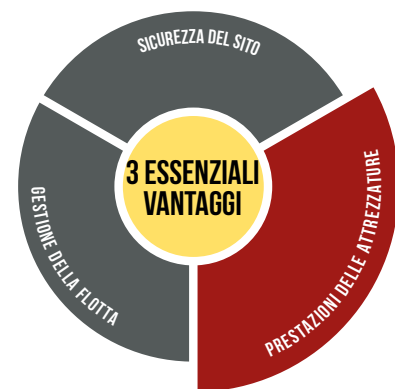 SICUREZZA DEL SITO
3 ESSENZIALI
VANTAGGI
GESTIONE DELLA FLOTTA
PRESTAZIONI DELLE ATTREZZATURE